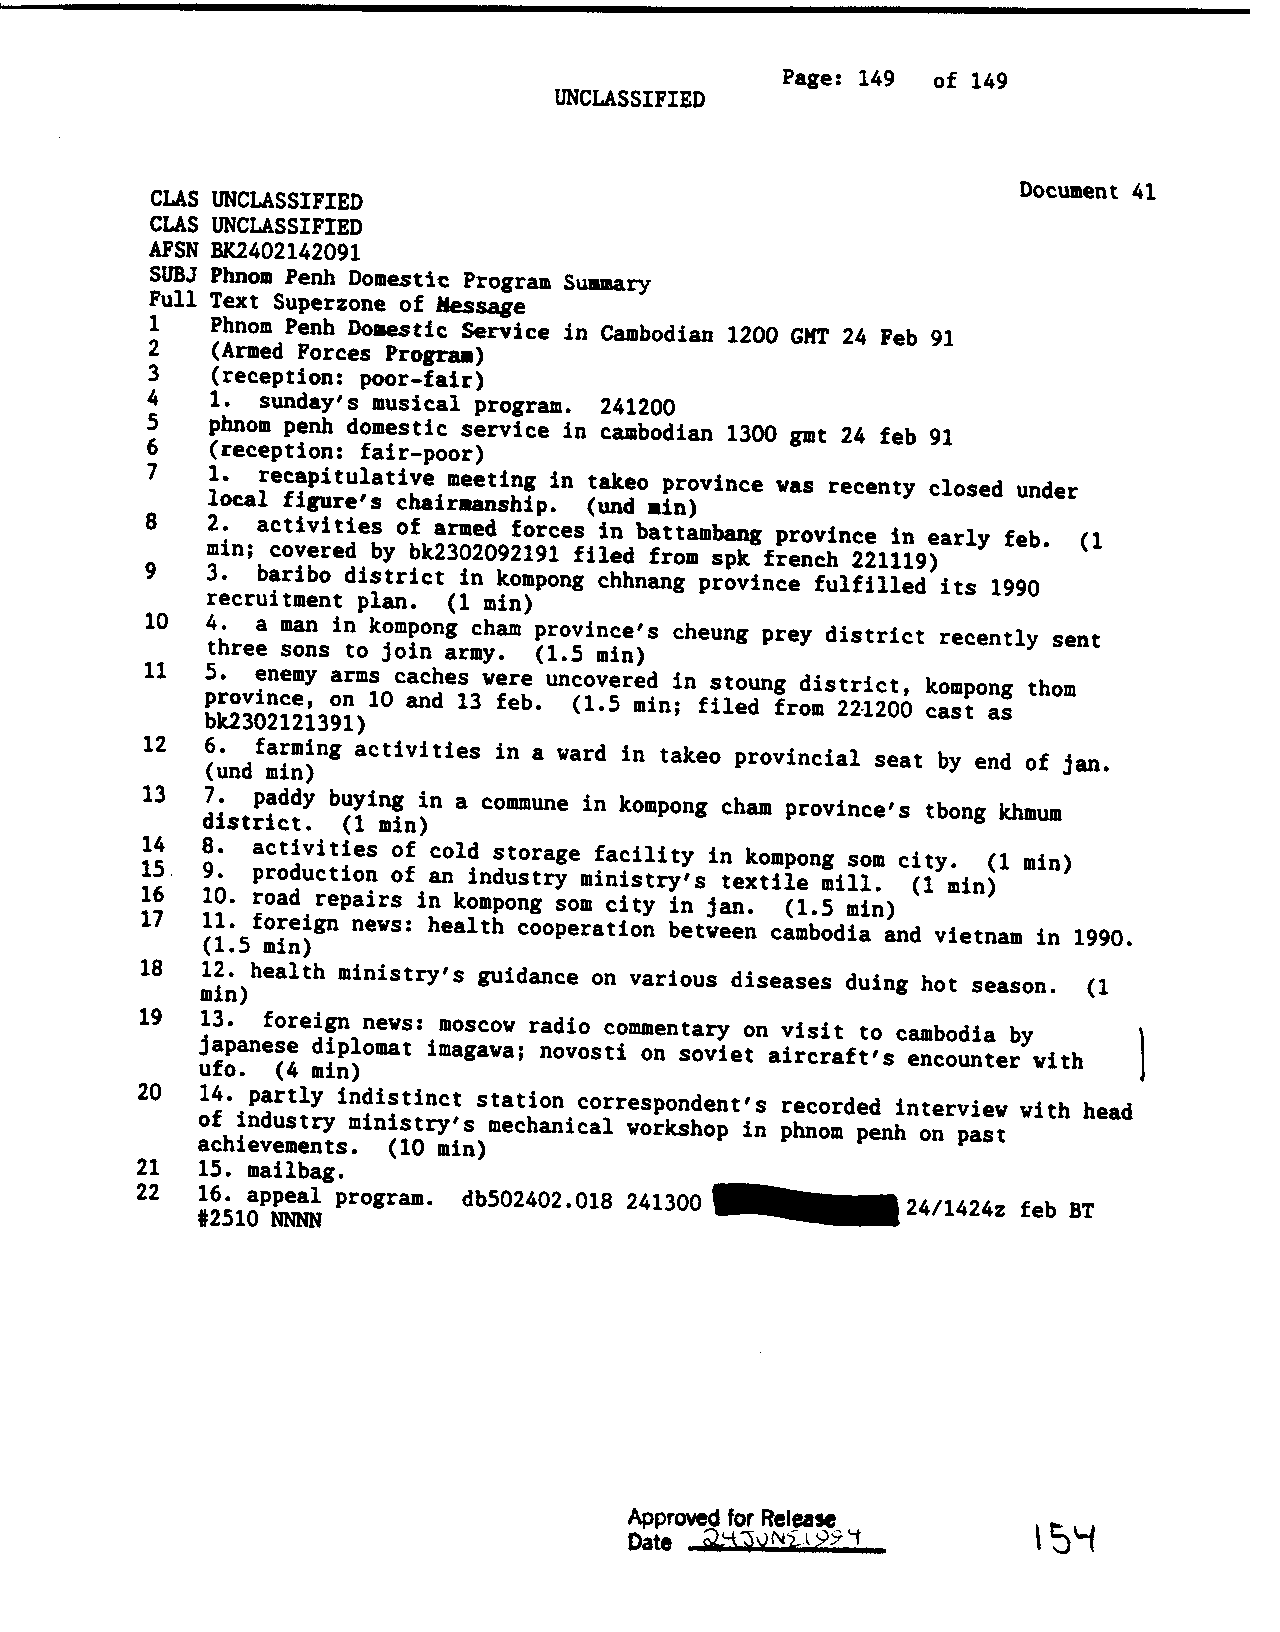 Page: 149 of 149
UNCLASSIFIED
Document 41
CLAS UNCLASSIFIED
CLAS UNCLASSIFIED
AFSN BK2402142091
SUBJ Phnom Penh Domestic Program Summary
Full Text Superzone of Message
1 Phnom Penh Domestic Service in Cambodian 1200 GMT 24 Feb 91
2 (Armed Forces Program)
3 (reception: poor-fair)
4 1. sunday's musical program. 241200
5 phnom penh domestic service in cambodian 1300 gmt 24 feb 91
6 (reception: fair-poor)
7 1. recapitulative meeting in takeo province was recenty closed under
local figure's chairmanship. (und min)
8 2. activities of armed forces in battambang province in early feb. (1
min; covered by bk2302092191 filed from spk french 221119)
9 3. baribo district in kompong chhnang province fulfilled its 1990
recruitment plan. (1 min)
10 4. a man in kompong cham province's cheung prey district recently sent
three sons to join army. (1.5 min)
11 5. enemy arms caches were uncovered in stoung district, kompong thom
province, on 10 and 13 feb. (1.5 min; filed from 221200 cast as
bk2302121391)
12 6. farming activities in a ward in takeo provincial seat by end of jan.
(und min)
13 7. paddy buying in a commune in kompong cham province's tbong khmum
district. (1 min)
14 8. activities of cold storage facility in kompong som city. (1 min)
15 9. production of an industry ministry's textile mill. (1 min)
16 10. road repairs in kompong som city in jan. (1.5 min)
17 11. foreign news: health cooperation between cambodia and vietnam in 1990.
(1.5 min)
18 12. health ministry's guidance on various diseases duing hot season. (1
min)
19 13. foreign news: moscow radio commentary on visit to cambodia by
japanese diplomat imagawa; novosti on soviet aircraft's encounter with
ufo. (4 min)
20 14. partly indistinct station correspondent's recorded interview with head
of industry ministry's mechanical workshop in phnom penh on past
achievements. (10 min)
21 15. mailbag.
22 16. appeal program. db502402.018 241300 24/1424z feb BT
#2510 NNNN
Approved for Release
Date 24 JUNE 1994
154